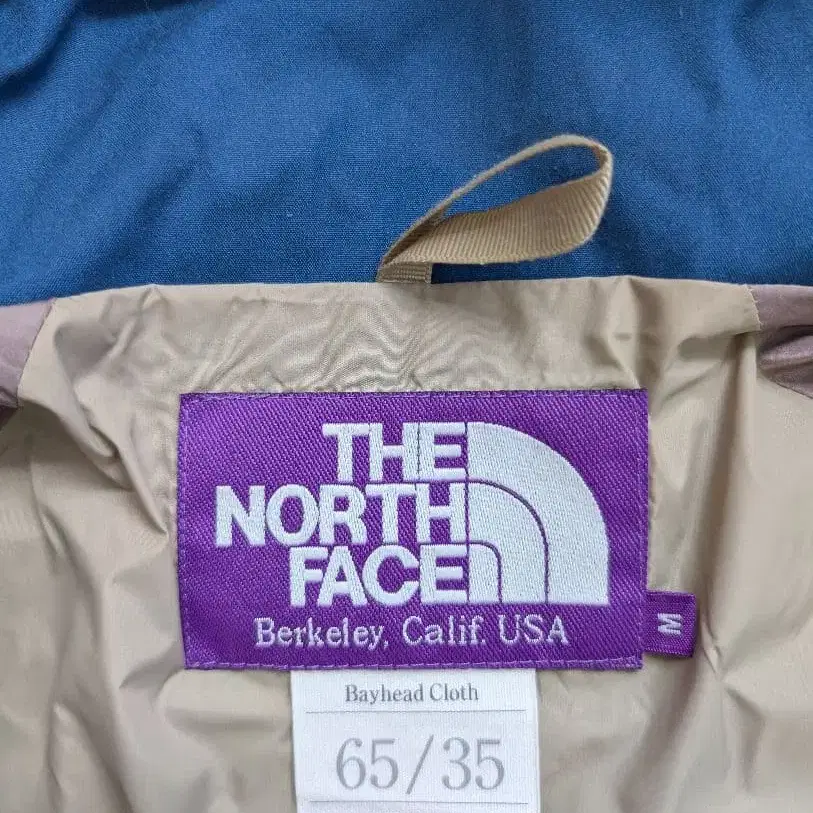 THE
NORTH
FACE
Berkeley, Calif. USA
M
Bayhead Cloth
65/35